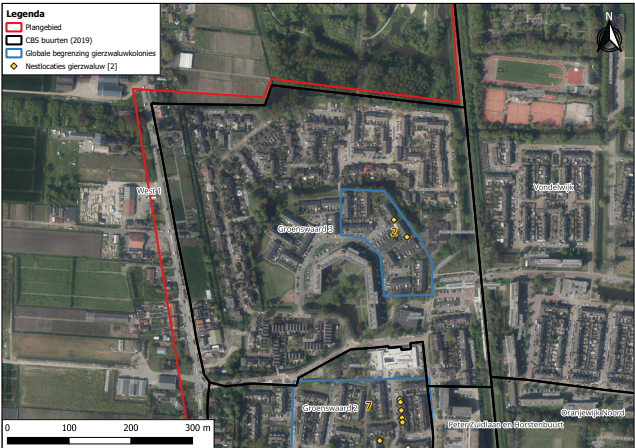 Legenda
Plangebied
CBS buurten (2019)
Globale begrenzing gierzwaluwkolonies
Nestlocaties gierzwaluw [2]
N
West 1
Vondelwijk
Groenswaard 3
2
Groenswaard 2
7
Oranjewijk Noord
Peter Zuidlaan en Horstenbuurt
0 100 200 300 m